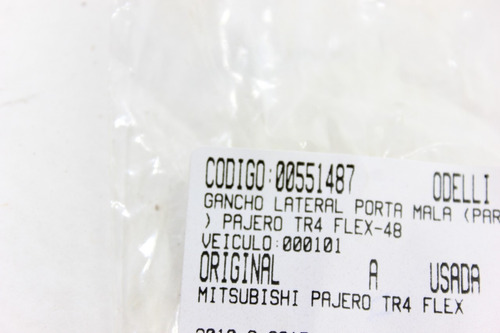 CODIGO:00551487 ODELLI
GANCHO LATERAL PORTA MALA (PAR
) PAJERO TR4 FLEX-48
VEICULO:000101
ORIGINAL A USADA
MITSUBISHI PAJERO TR4 FLEX